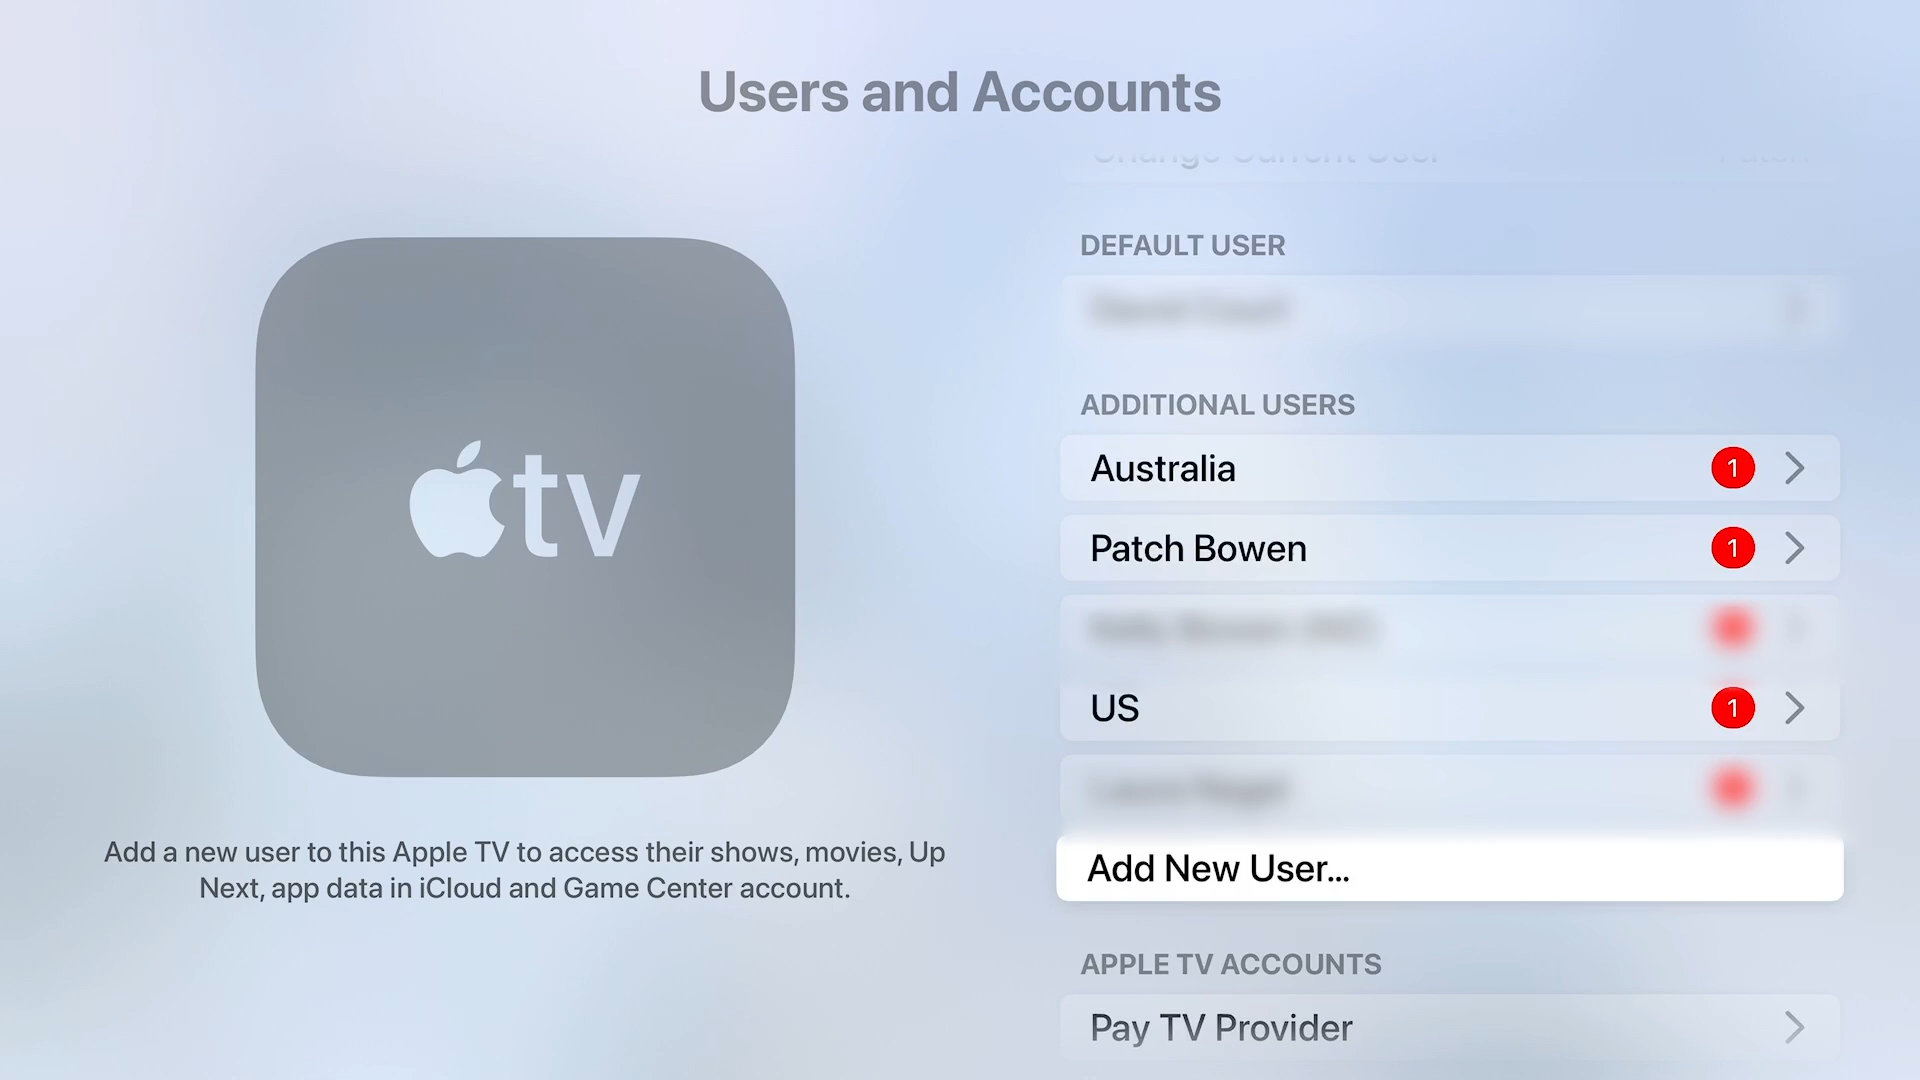 Users and Accounts
DEFAULT USER
ADDITIONAL USERS
Australia 1
Patch Bowen 1
US 1
Add New User...
APPLE TV ACCOUNTS
Pay TV Provider
tv
Add a new user to this Apple TV to access their shows, movies, Up
Next, app data in iCloud and Game Center account.